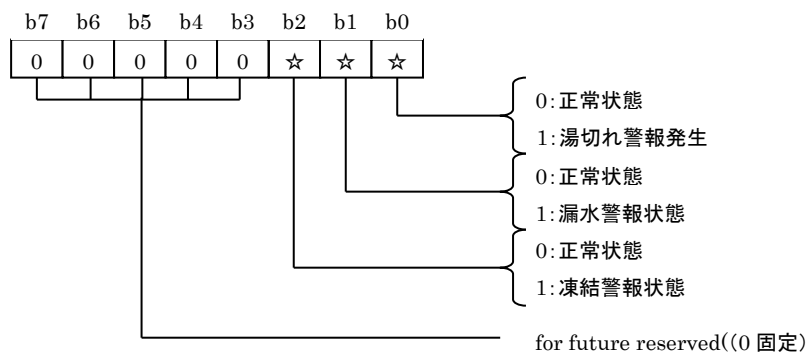 b7 b6 b5 b4 b3 b2 b1 b0
0 0 0 0 0 ☆ ☆ ☆
0:正常状態
1:湯切れ警報発生
0:正常状態
1:漏水警報状態
0:正常状態
1:凍結警報状態
for future reserved((0 固定)